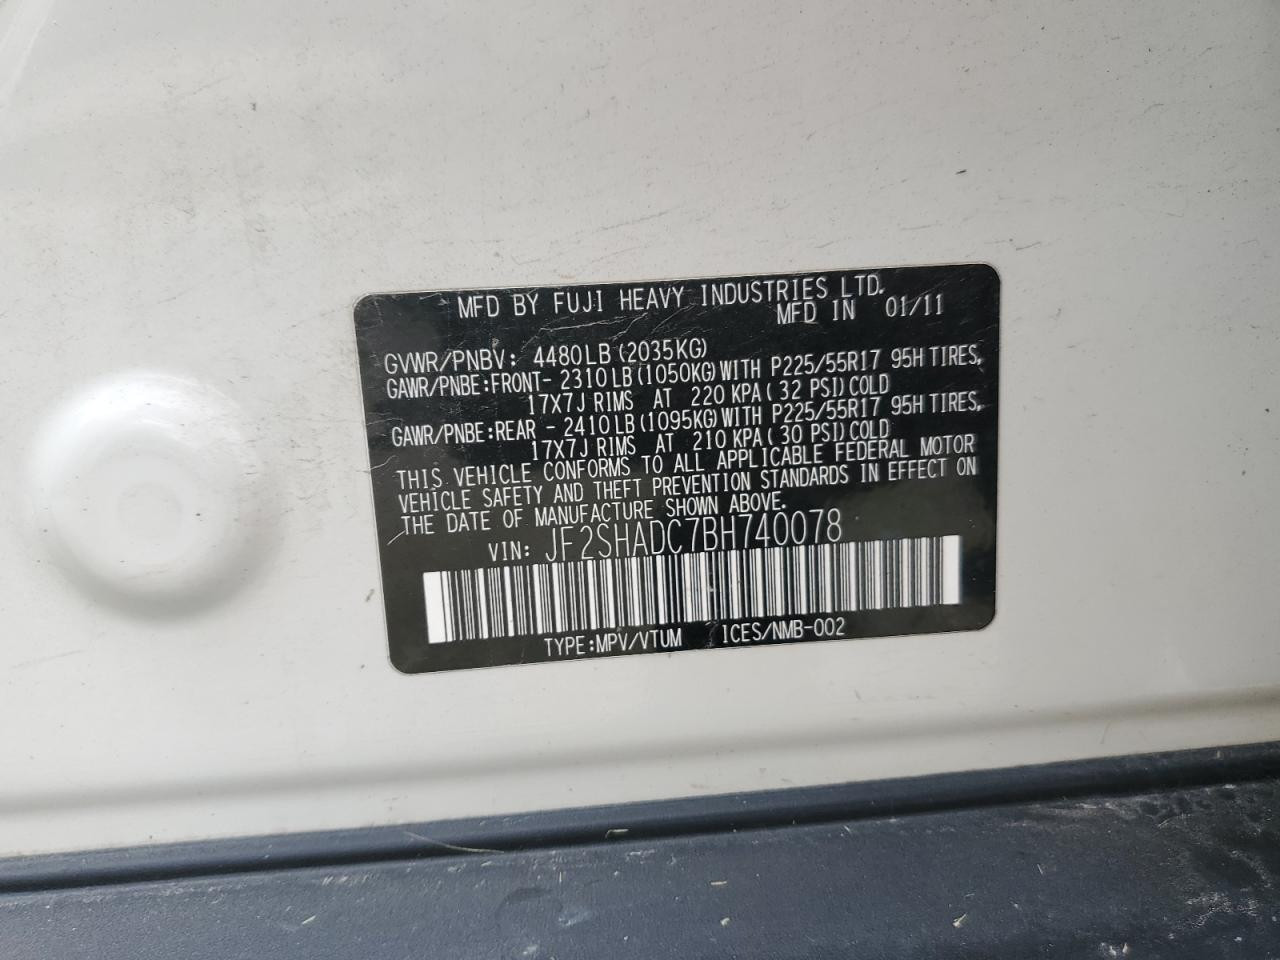 MFD BY FUJI HEAVY INDUSTRIES LTD.
MFD IN 01/11
GVWR/PNBV: 4480LB(2035KG)
GAWR/PNBE:FRONT- 2310LB(1050KG)WITH P225/55R17 95H TIRES,
17X7J RIMS AT 220 KPA( 32 PSI)COLD
GAWR/PNBE:REAR - 2410LB(1095KG)WITH P225/55R17 95H TIRES,
17X7J RIMS AT 210 KPA( 30 PSI)COLD
THIS VEHICLE CONFORMS TO ALL APPLICABLE FEDERAL MOTOR
VEHICLE SAFETY AND THEFT PREVENTION STANDARDS IN EFFECT ON
THE DATE OF MANUFACTURE SHOWN ABOVE.
VIN: JF2SHADC7BH740078
TYPE:MPV/VTUM ICES/NMB-002